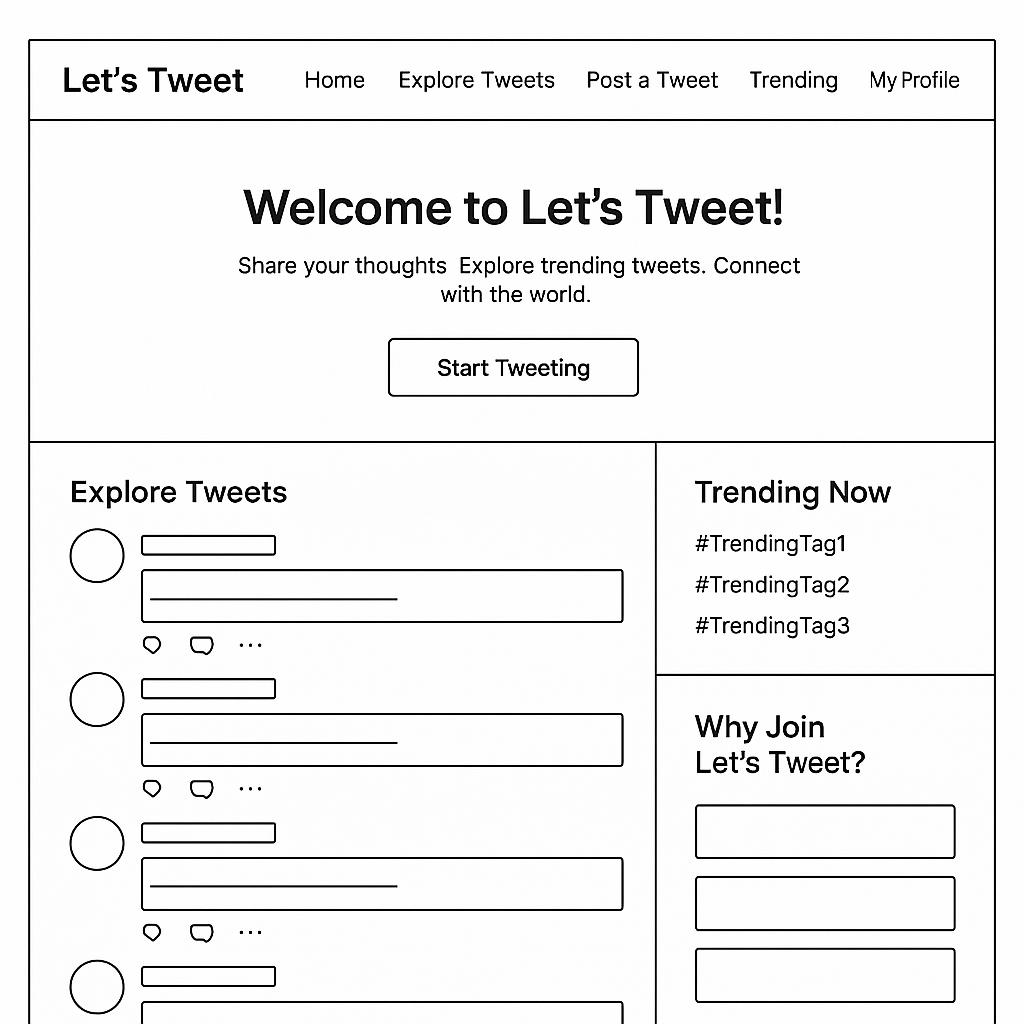 Let's Tweet
Home Explore Tweets Post a Tweet Trending My Profile
Welcome to Let's Tweet!
Share your thoughts Explore trending tweets. Connect
with the world.
Start Tweeting
Explore Tweets
Trending Now
#TrendingTag1
#TrendingTag2
#TrendingTag3
Why Join
Let's Tweet?